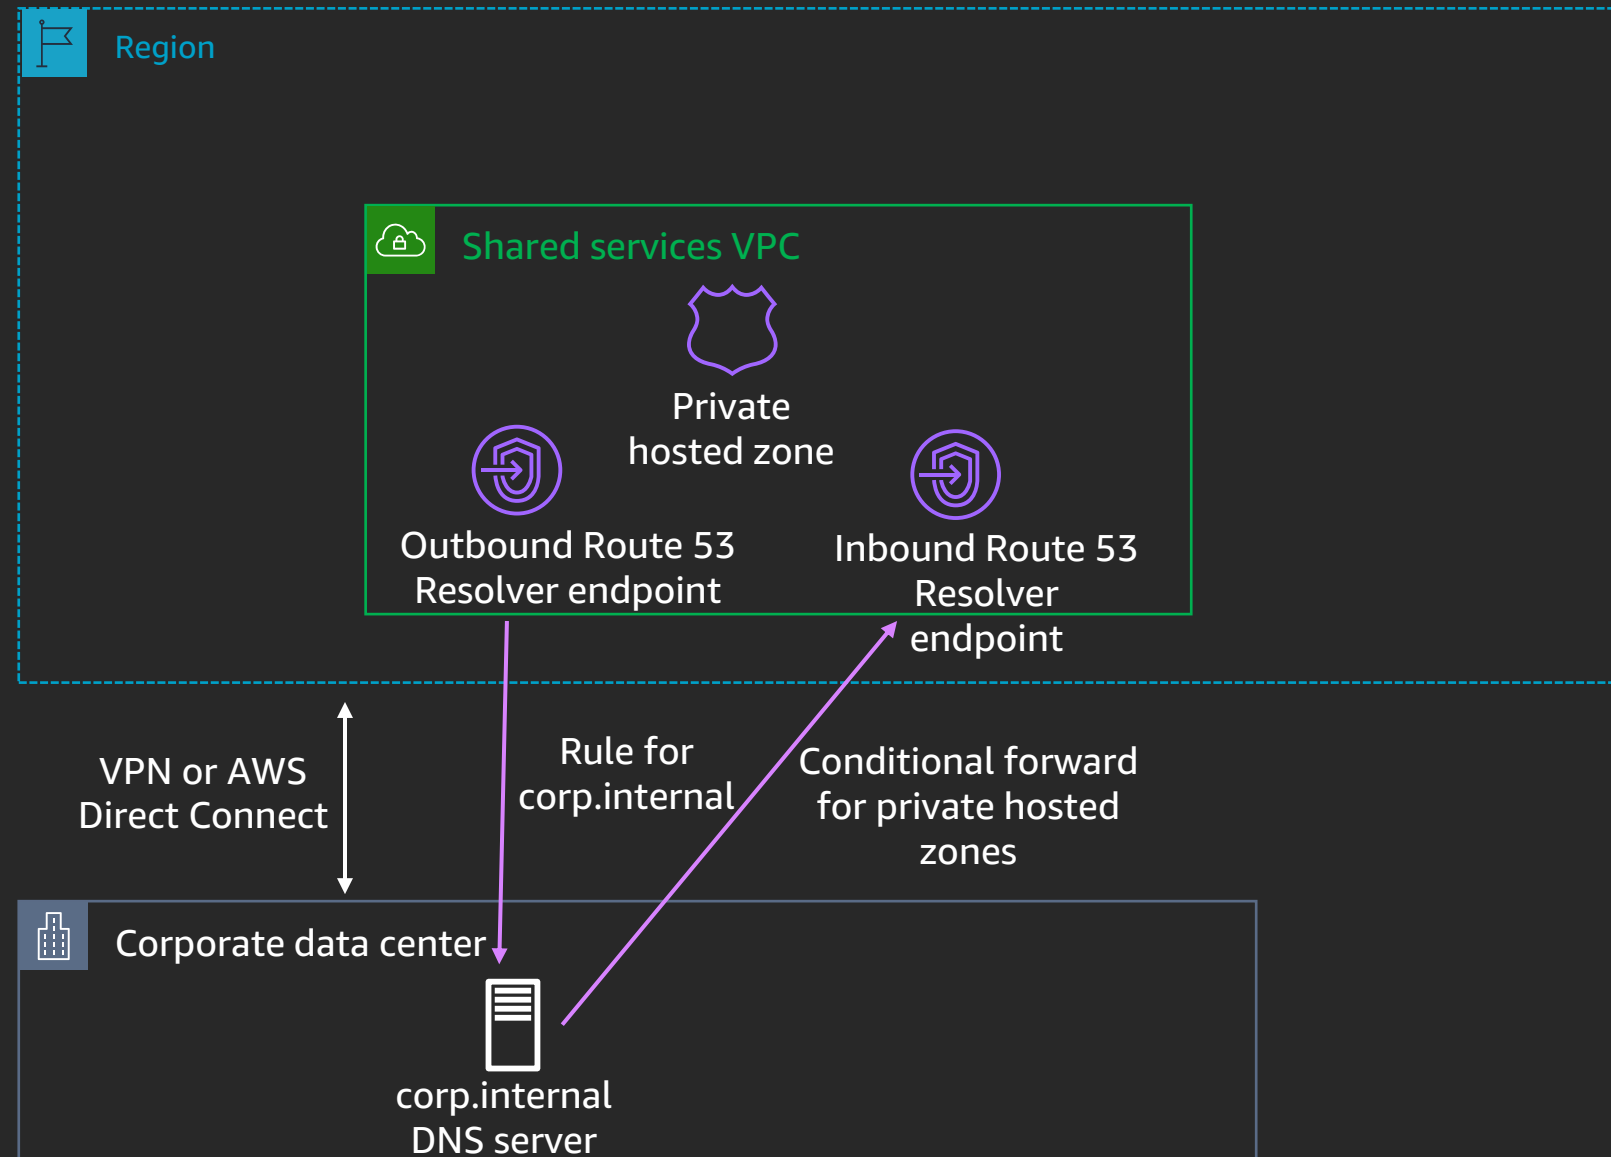 Region
Shared services VPC
Private
hosted zone
Outbound Route 53
Resolver endpoint
Inbound Route 53
Resolver
endpoint
VPN or AWS
Direct Connect
Rule for
corp.internal
Conditional forward
for private hosted
zones
Corporate data center
corp.internal
DNS server